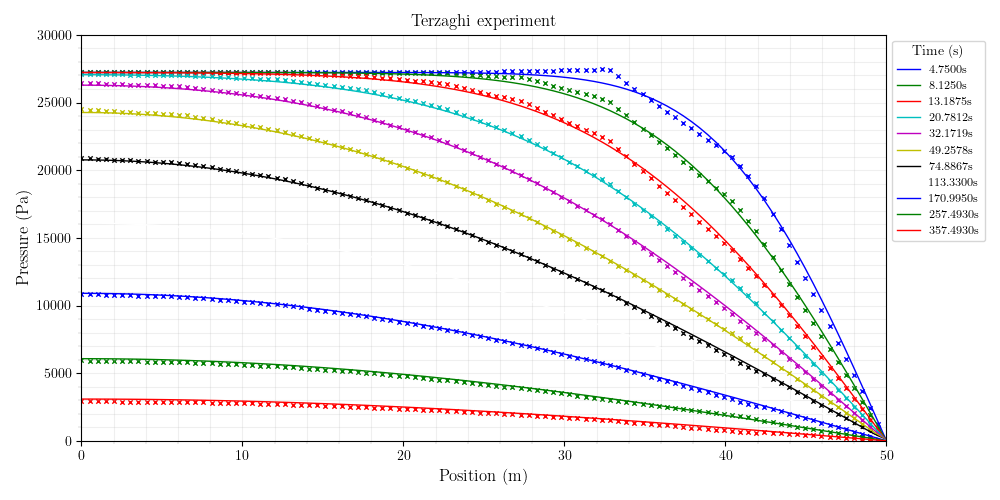 Terzaghi experiment
Pressure (Pa)
30000
25000
20000
15000
10000
5000
0
0 10 20 30 40 50
Position (m)
Time (s)
4.7500s
8.1250s
13.1875s
20.7812s
32.1719s
49.2578s
74.8867s
113.3300s
170.9950s
257.4930s
357.4930s